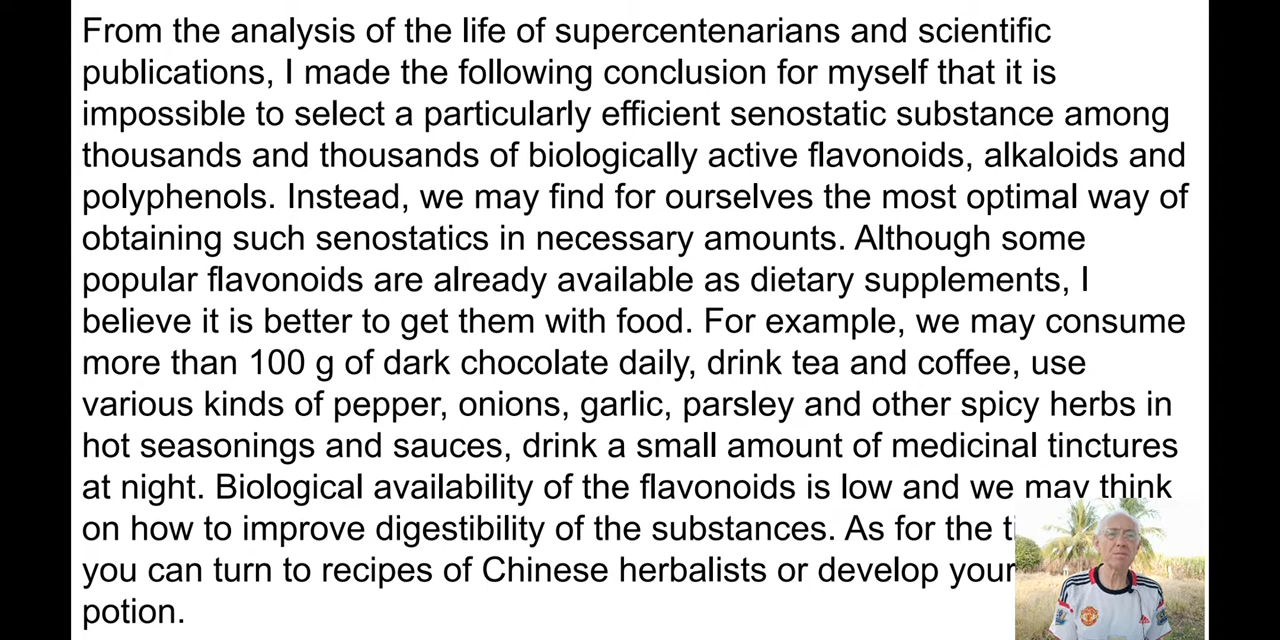 From the analysis of the life of supercentenarians and scientific
publications, I made the following conclusion for myself that it is
impossible to select a particularly efficient senostatic substance among
thousands and thousands of biologically active flavonoids, alkaloids and
polyphenols. Instead, we may find for ourselves the most optimal way of
obtaining such senostatics in necessary amounts. Although some
popular flavonoids are already available as dietary supplements, I
believe it is better to get them with food. For example, we may consume
more than 100 g of dark chocolate daily, drink tea and coffee, use
various kinds of pepper, onions, garlic, parsley and other spicy herbs in
hot seasonings and sauces, drink a small amount of medicinal tinctures
at night. Biological availability of the flavonoids is low and we may think
on how to improve digestibility of the substances. As for the
you can turn to recipes of Chinese herbalists or develop your
potion.